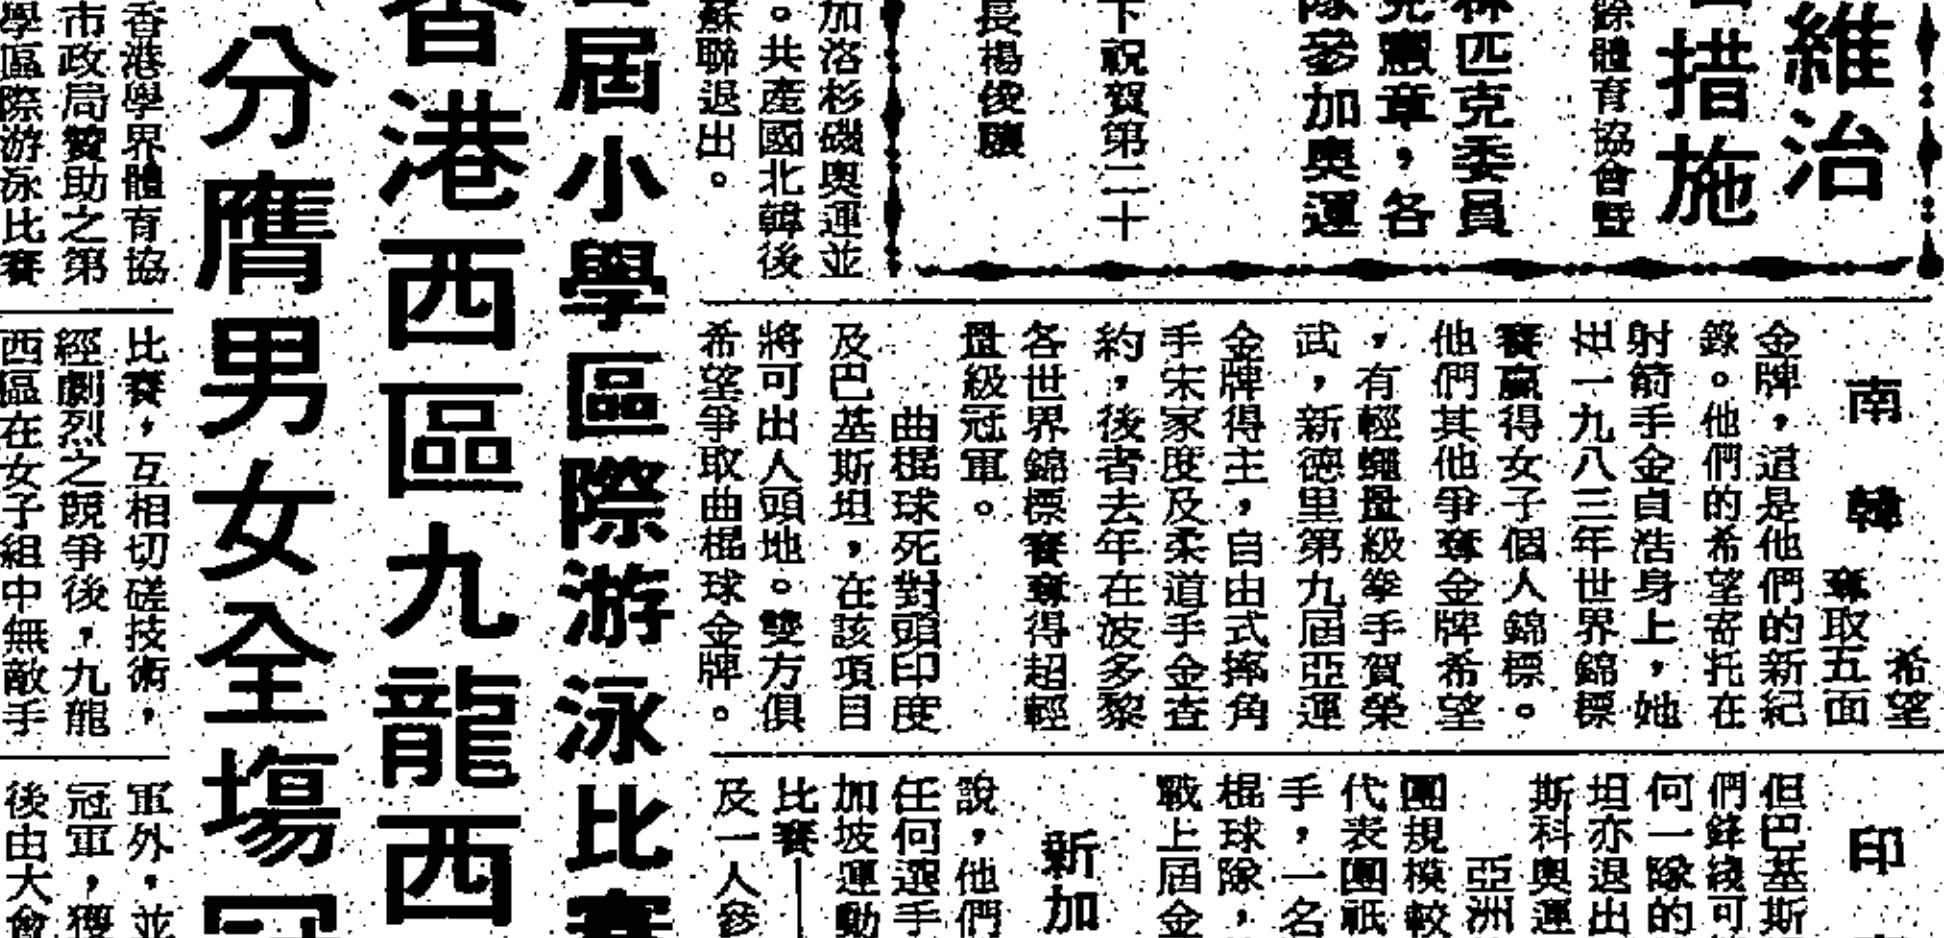 維治
措施
餘體育協會暨
林匹克委員
克憲章，各
隊參加奧運
下祝賀第二十
長楊俊驤
加洛杉磯奧運並
。共產國北韓後
蘇聯退出。
南韓
希望
奪取五面
金牌，這是他們的新紀
錄。他們的希望寄托在
射箭手金貞浩身上，她
在一九八三年世界錦標
賽贏得女子個人錦標。
他們其他爭奪金牌希望
，有輕蠅量級拳手賀榮
武，新德里第九屆亞運
金牌得主，自由式摔角
手宋家度及柔道手金查
約，後者去年在波多黎
各世界錦標賽奪得超輕
量級冠軍。
曲棍球死對頭印度
及巴基斯坦，在該項目
將可出人頭地。雙方俱
希望爭取曲棍球金牌。
印
但巴基斯
們鋒綫可
何一隊的
坦亦退出
斯科奧運
亞洲
團規模較
代表團祇
手，一名
棍球隊，
戰上屆金
新加
說，他們
任何選手
加坡運動
比賽—
及一人參
屆小學區際游泳比賽
香港西區九龍西
分膺男女全場冠
香港學界體育協
市政局贊助之第
學區際游泳比賽
比賽，互相切磋技術，
經劇烈之競爭後，九龍
西區在女子組中無敵手
軍外，並
冠軍，獲
後由大會